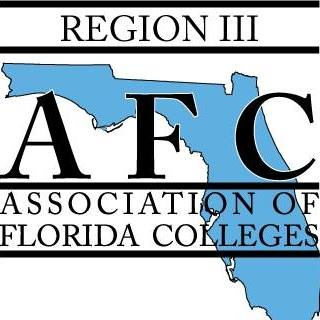 REGION III
AFC
ASSOCIATION OF
FLORIDA COLLEGES